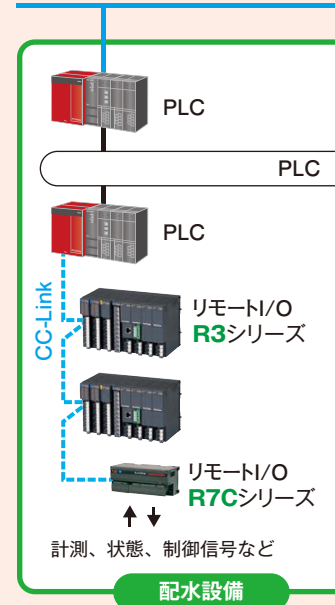 PLC
PLC
PLC
CC-Link
リモートI/O
R3シリーズ
リモートI/O
R7Cシリーズ
計測、状態、制御信号など
配水設備